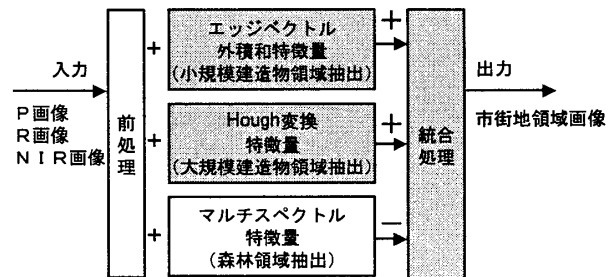 入力
P画像
R画像
NIR画像
前処理
+
エッジベクトル
外積和特徴量
(小規模建造物領域抽出)
+
+
Hough変換
特徴量
(大規模建造物領域抽出)
+
+
マルチスペクトル
特徴量
(森林領域抽出)
−
統合
処理
出力
市街地領域画像